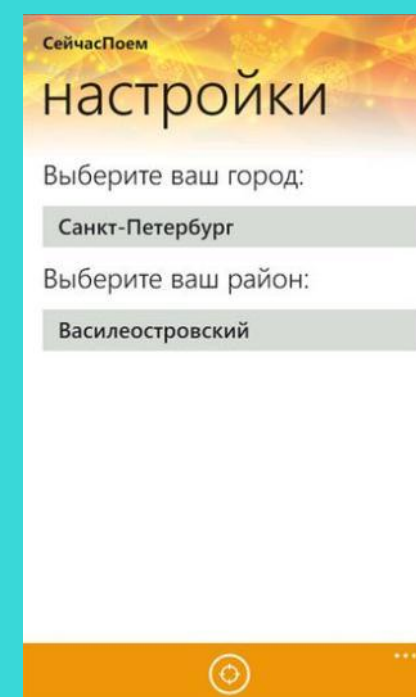 СейчасПоем
настройки
Выберите ваш город:
Санкт-Петербург
Выберите ваш район:
Василеостровский